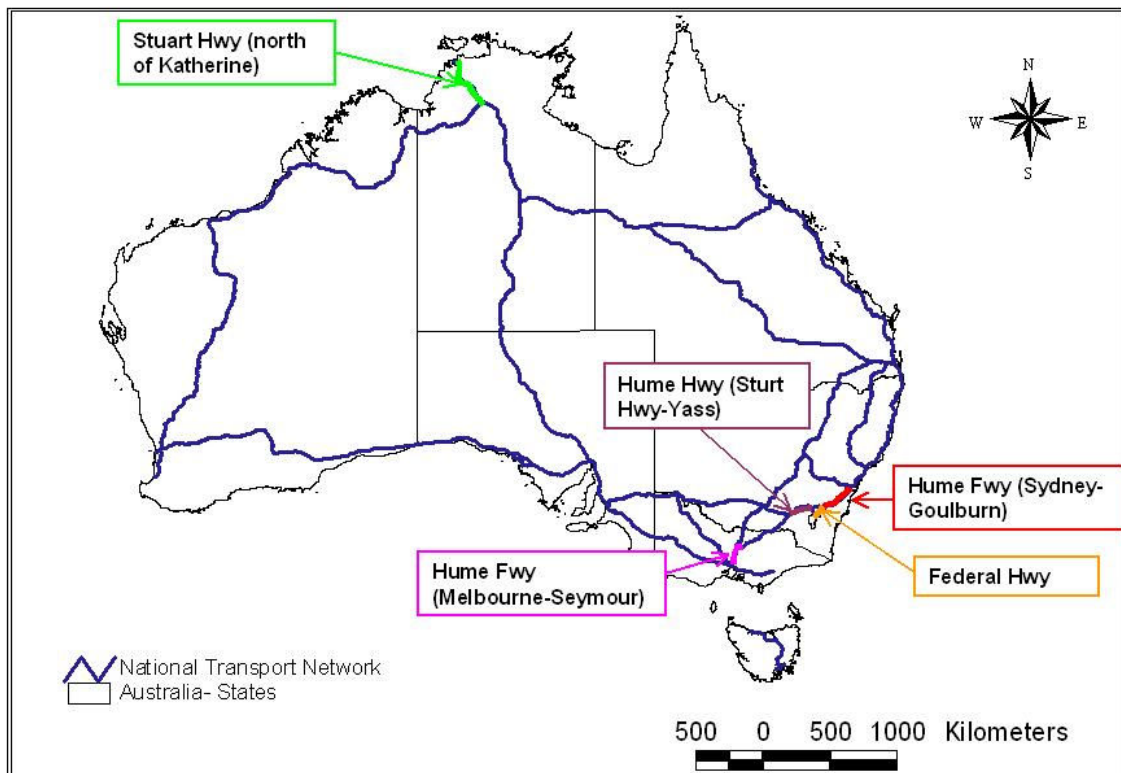 Stuart Hwy (north
of Katherine)
N
W
E
S
Hume Hwy (Sturt
Hwy-Yass)
Hume Fwy (Sydney-
Goulburn)
Hume Fwy
(Melbourne-Seymour)
Federal Hwy
National Transport Network
Australia- States
500 0 500 1000 Kilometers